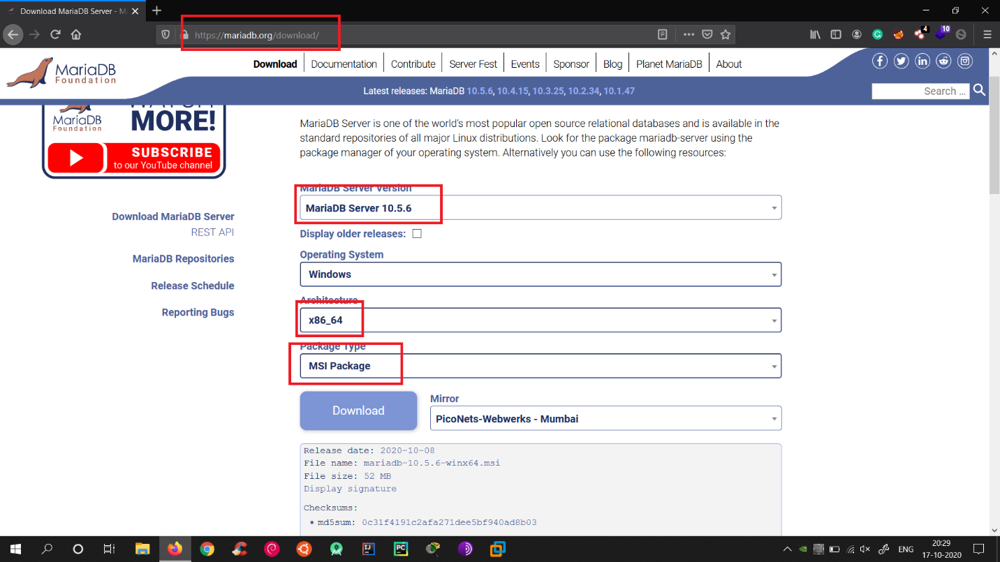 Download MariaDB Server - M
https://mariadb.org/download/
4
10
MariaDB
Foundation
Download
Documentation
Contribute
Server Fest
Events
Sponsor
Blog
Planet MariaDB
About
Latest releases: MariaDB 10.5.6, 10.4.15, 10.3.25, 10.2.34, 10.1.47
Search ...
MariaDB
Foundation
WATCH
MORE!
SUBSCRIBE
to our YouTube channel
Download MariaDB Server
REST API
MariaDB Repositories
Release Schedule
Reporting Bugs
MariaDB Server is one of the world's most popular open source relational databases and is available in the
standard repositories of all major Linux distributions. Look for the package mariadb-server using the
package manager of your operating system. Alternatively you can use the following resources:
MariaDB Server Version
MariaDB Server 10.5.6
Display older releases:
Operating System
Windows
Architecture
x86_64
Package Type
MSI Package
Download
Mirror
PicoNets-Webwerks - Mumbai
Release date: 2020-10-08
File name: mariadb-10.5.6-winx64.msi
File size: 52 MB
Display signature
Checksums:
• md5sum: 0c31f4191c2afa271dee5bf940ad8b03
ENG
20:29
17-10-2020